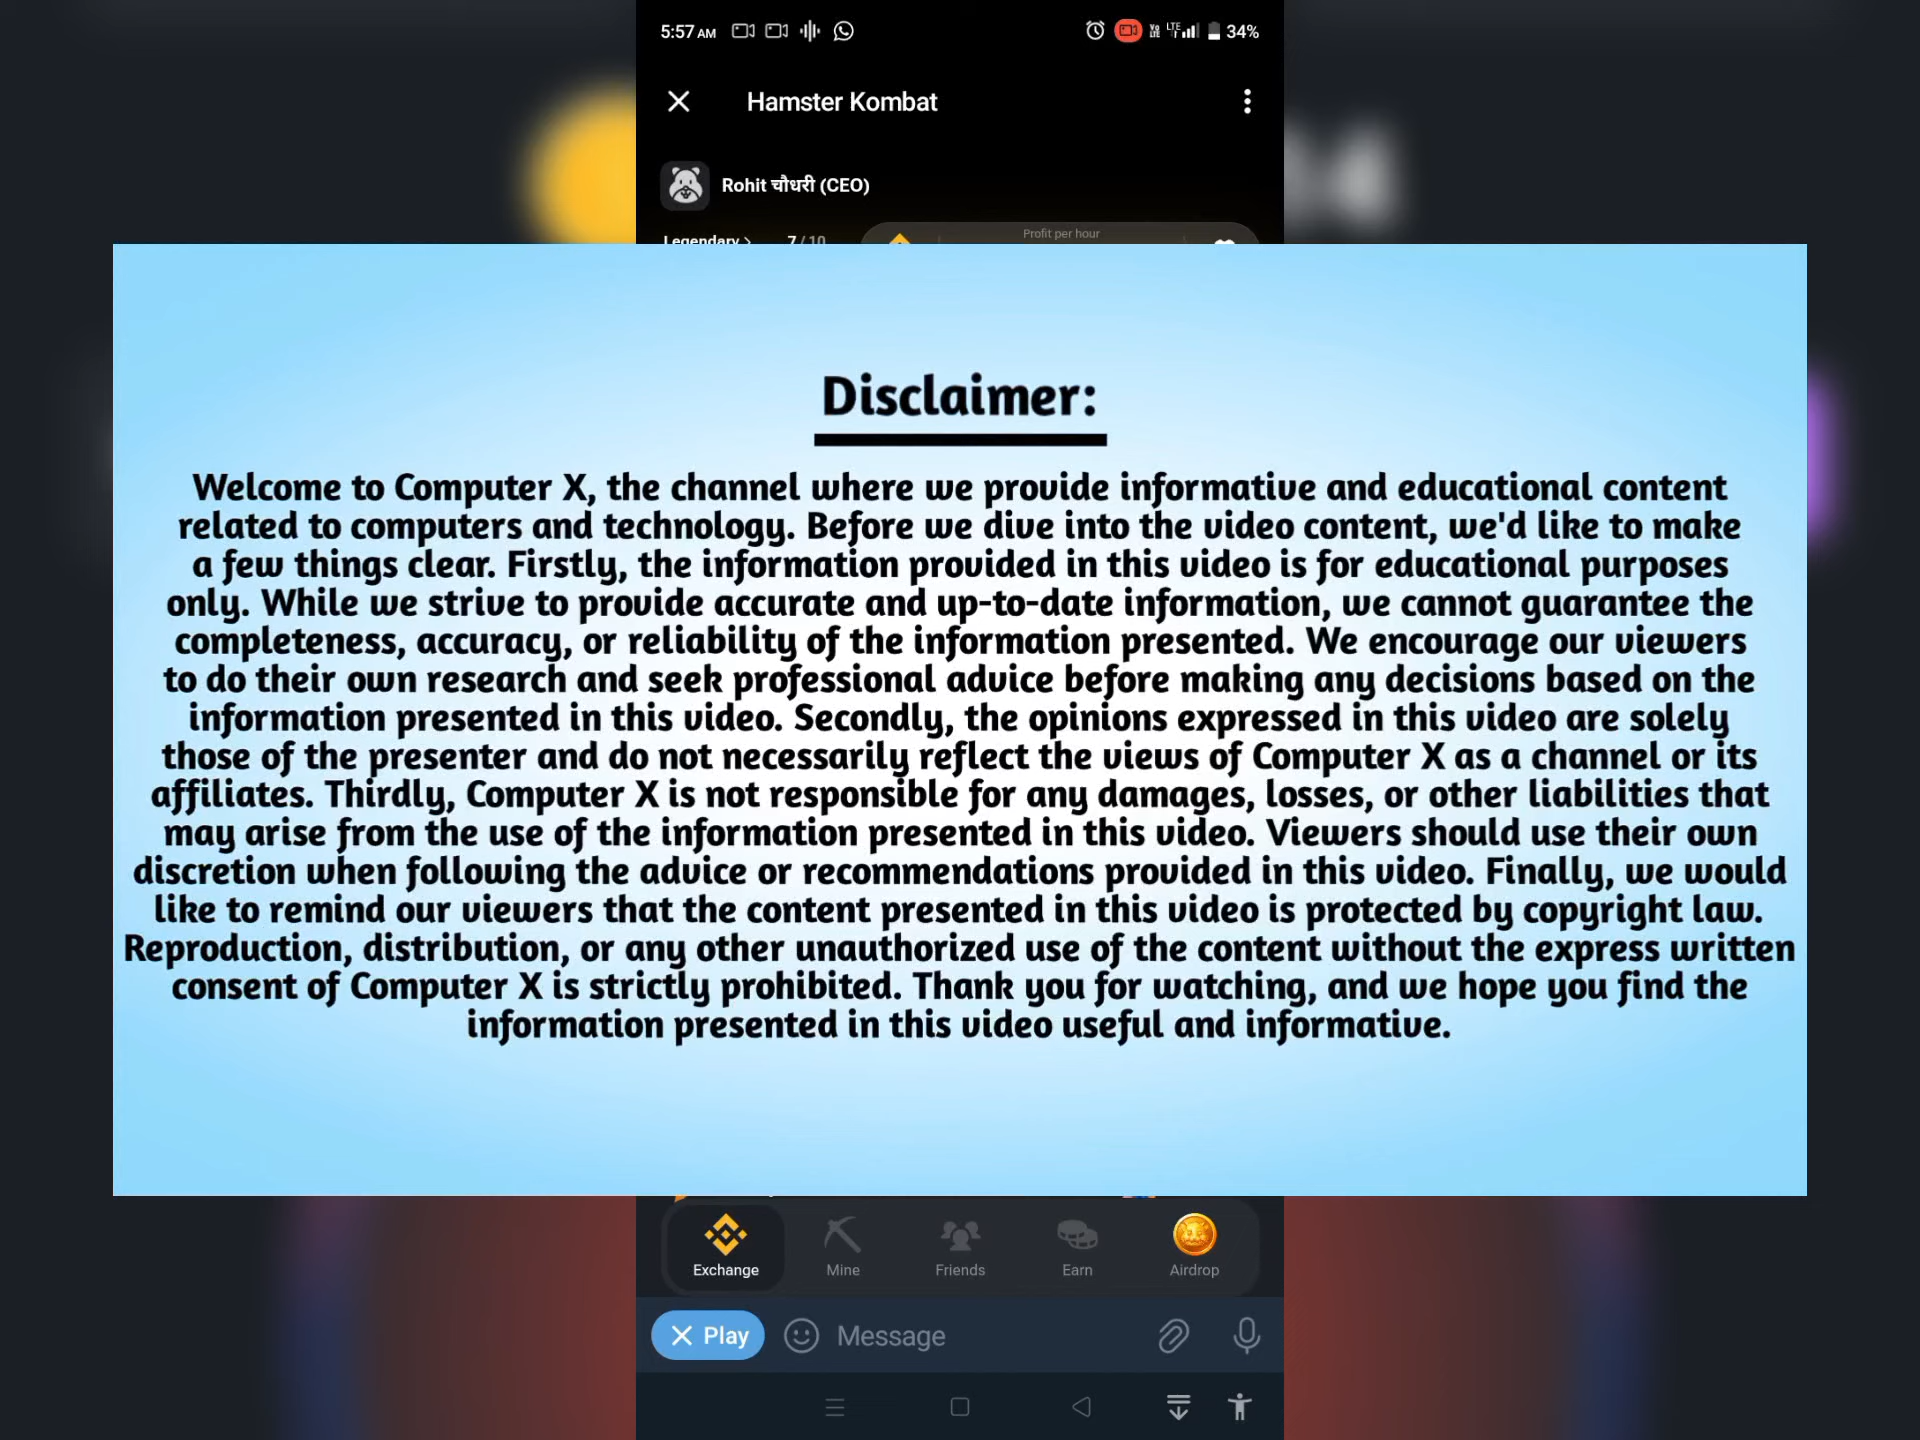 5:57 AM
34%
Hamster Kombat
Rohit चौधरी (CEO)
Legendary > 7/10
Profit per hour
Disclaimer:
Welcome to Computer X, the channel where we provide informative and educational content
related to computers and technology. Before we dive into the video content, we'd like to make
a few things clear. Firstly, the information provided in this video is for educational purposes
only. While we strive to provide accurate and up-to-date information, we cannot guarantee the
completeness, accuracy, or reliability of the information presented. We encourage our viewers
to do their own research and seek professional advice before making any decisions based on the
information presented in this video. Secondly, the opinions expressed in this video are solely
those of the presenter and do not necessarily reflect the views of Computer X as a channel or its
affiliates. Thirdly, Computer X is not responsible for any damages, losses, or other liabilities that
may arise from the use of the information presented in this video. Viewers should use their own
discretion when following the advice or recommendations provided in this video. Finally, we would
like to remind our viewers that the content presented in this video is protected by copyright law.
Reproduction, distribution, or any other unauthorized use of the content without the express written
consent of Computer X is strictly prohibited. Thank you for watching, and we hope you find the
information presented in this video useful and informative.
Exchange Mine Friends Earn Airdrop
Play Message